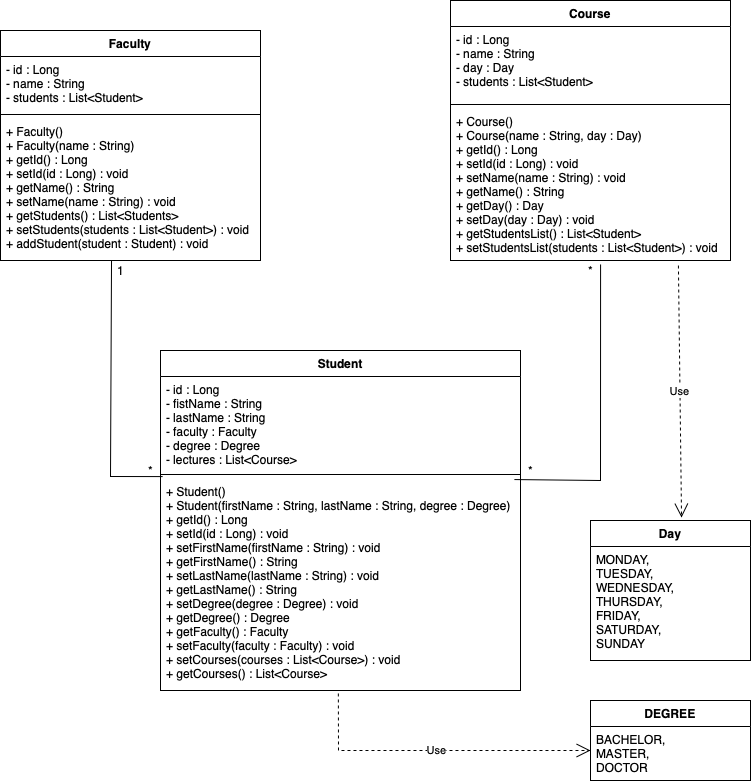 Faculty
- id : Long
- name : String
- students : List<Student>
+ Faculty()
+ Faculty(name : String)
+ getId() : Long
+ setId(id : Long) : void
+ getName() : String
+ setName(name : String) : void
+ getStudents() : List<Students>
+ setStudents(students : List<Student>) : void
+ addStudent(student : Student) : void
1
Course
- id : Long
- name : String
- day : Day
- students : List<Student>
+ Course()
+ Course(name : String, day : Day)
+ getId() : Long
+ setId(id : Long) : void
+ setName(name : String) : void
+ getName() : String
+ getDay() : Day
+ setDay(day : Day) : void
+ getStudentsList() : List<Student>
+ setStudentsList(students : List<Student>) : void
*
Use
Student
- id : Long
- fistName : String
- lastName : String
- faculty : Faculty
- degree : Degree
- lectures : List<Course>
*
*
+ Student()
+ Student(firstName : String, lastName : String, degree : Degree)
+ getId() : Long
+ setId(id : Long) : void
+ setFirstName(firstName : String) : void
+ getFirstName() : String
+ setLastName(lastName : String) : void
+ getLastName() : String
+ setDegree(degree : Degree) : void
+ getDegree() : Degree
+ getFaculty() : Faculty
+ setFaculty(faculty : Faculty) : void
+ setCourses(courses : List<Course>) : void
+ getCourses() : List<Course>
Day
MONDAY,
TUESDAY,
WEDNESDAY,
THURSDAY,
FRIDAY,
SATURDAY,
SUNDAY
Use
DEGREE
BACHELOR,
MASTER,
DOCTOR